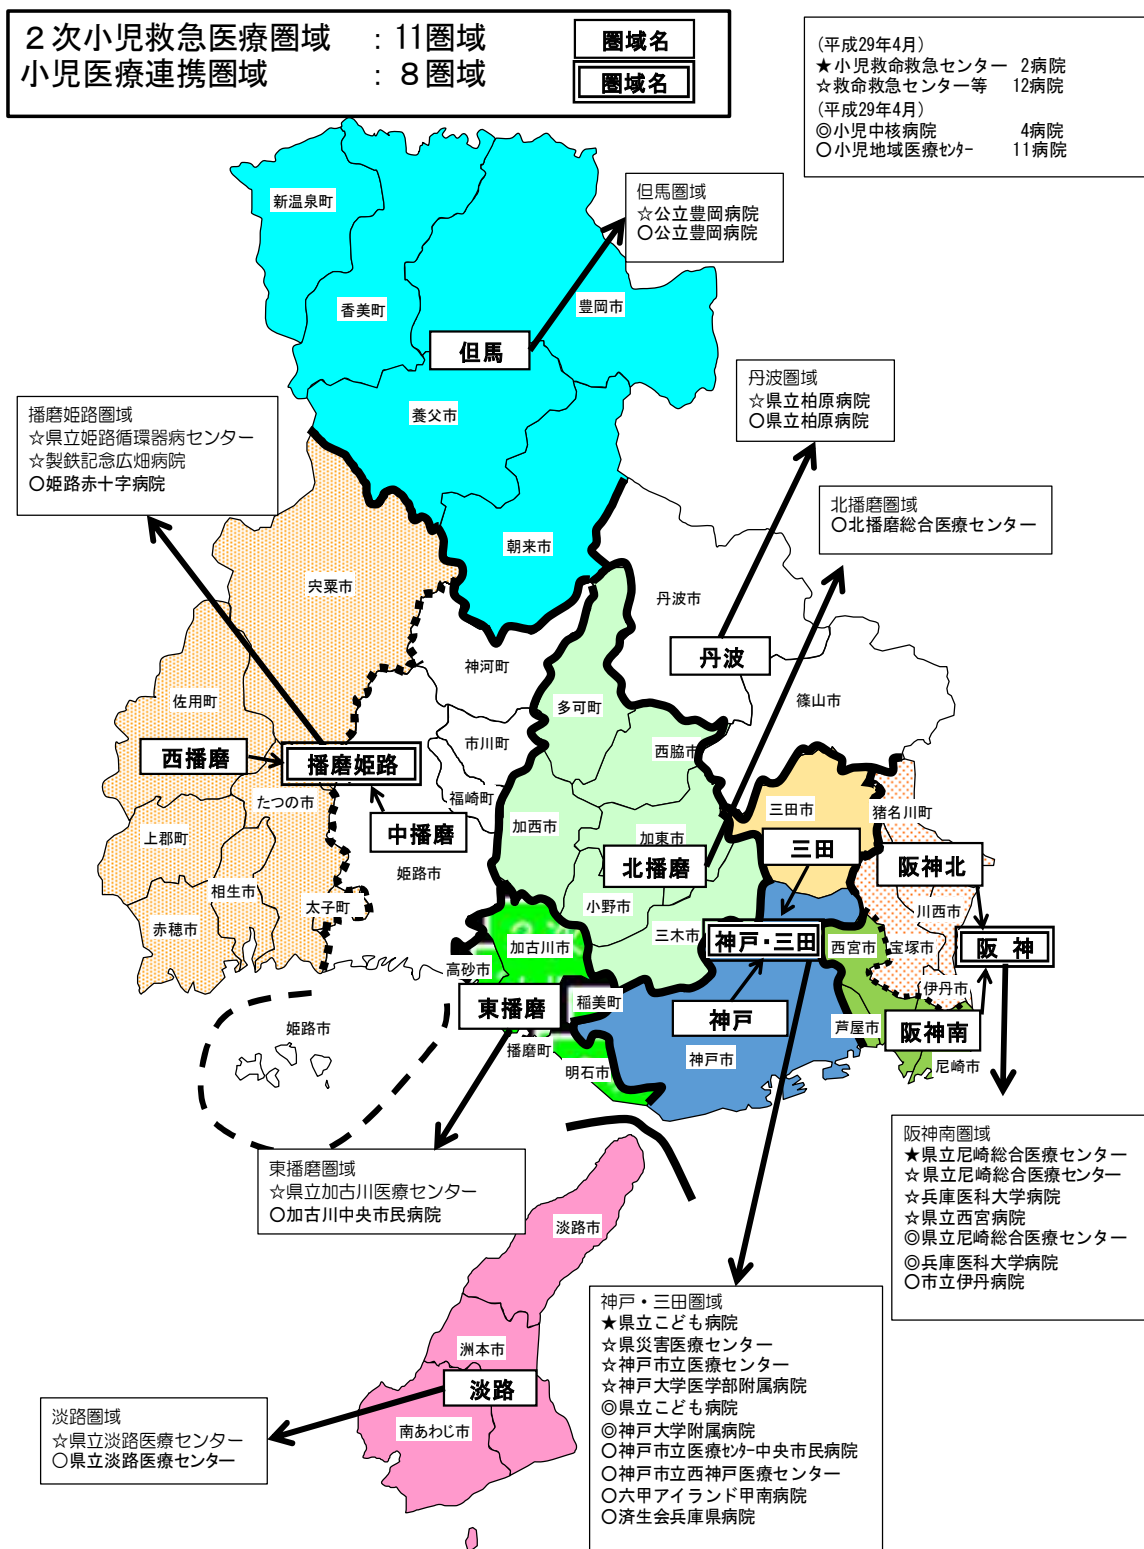 ２次小児救急医療圏域　：11圏域
圏域名
小児医療連携圏域　：８圏域
圏域名
(平成29年4月)
★小児救命救急センター 2病院
☆救命救急センター等 12病院
(平成29年4月)
◎小児中核病院 4病院
○小児地域医療ｾﾝﾀｰ 11病院
但馬圏域
☆公立豊岡病院
○公立豊岡病院
新温泉町
香美町
豊岡市
但馬
養父市
朝来市
丹波圏域
☆県立柏原病院
○県立柏原病院
播磨姫路圏域
☆県立姫路循環器病センター
☆製鉄記念広畑病院
○姫路赤十字病院
北播磨圏域
○北播磨総合医療センター
宍粟市
丹波市
丹波
神河町
篠山市
佐用町
多可町
市川町
西脇市
西播磨
播磨姫路
たつの市
福崎町
三田市
猪名川町
上郡町
中播磨
加西市
加東市
三田
姫路市
北播磨
阪神北
相生市
太子町
小野市
川西市
赤穂市
加古川市
三木市
神戸・三田
西宮市
宝塚市
阪神
高砂市
伊丹市
東播磨
稲美町
神戸
芦屋市
阪神南
姫路市
播磨町
神戸市
尼崎市
明石市
阪神南圏域
★県立尼崎総合医療センター
☆県立尼崎総合医療センター
☆兵庫医科大学病院
☆県立西宮病院
◎県立尼崎総合医療センター
◎兵庫医科大学病院
○市立伊丹病院
東播磨圏域
☆県立加古川医療センター
○加古川中央市民病院
淡路市
神戸・三田圏域
★県立こども病院
☆県災害医療センター
☆神戸市立医療センター
☆神戸大学医学部附属病院
◎県立こども病院
◎神戸大学附属病院
○神戸市立医療ｾﾝﾀｰ中央市民病院
○神戸市立西神戸医療センター
○六甲アイランド甲南病院
○済生会兵庫県病院
洲本市
淡路
南あわじ市
淡路圏域
☆県立淡路医療センター
○県立淡路医療センター